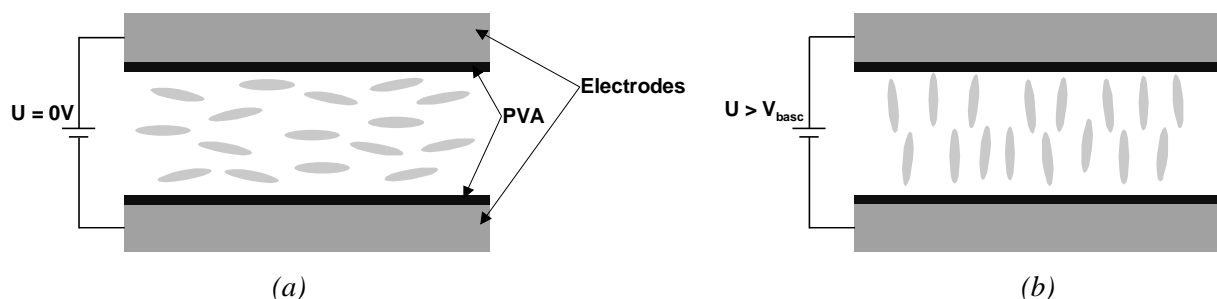 U = 0V
Electrodes
PVA
(a)
U > Vbasc
(b)